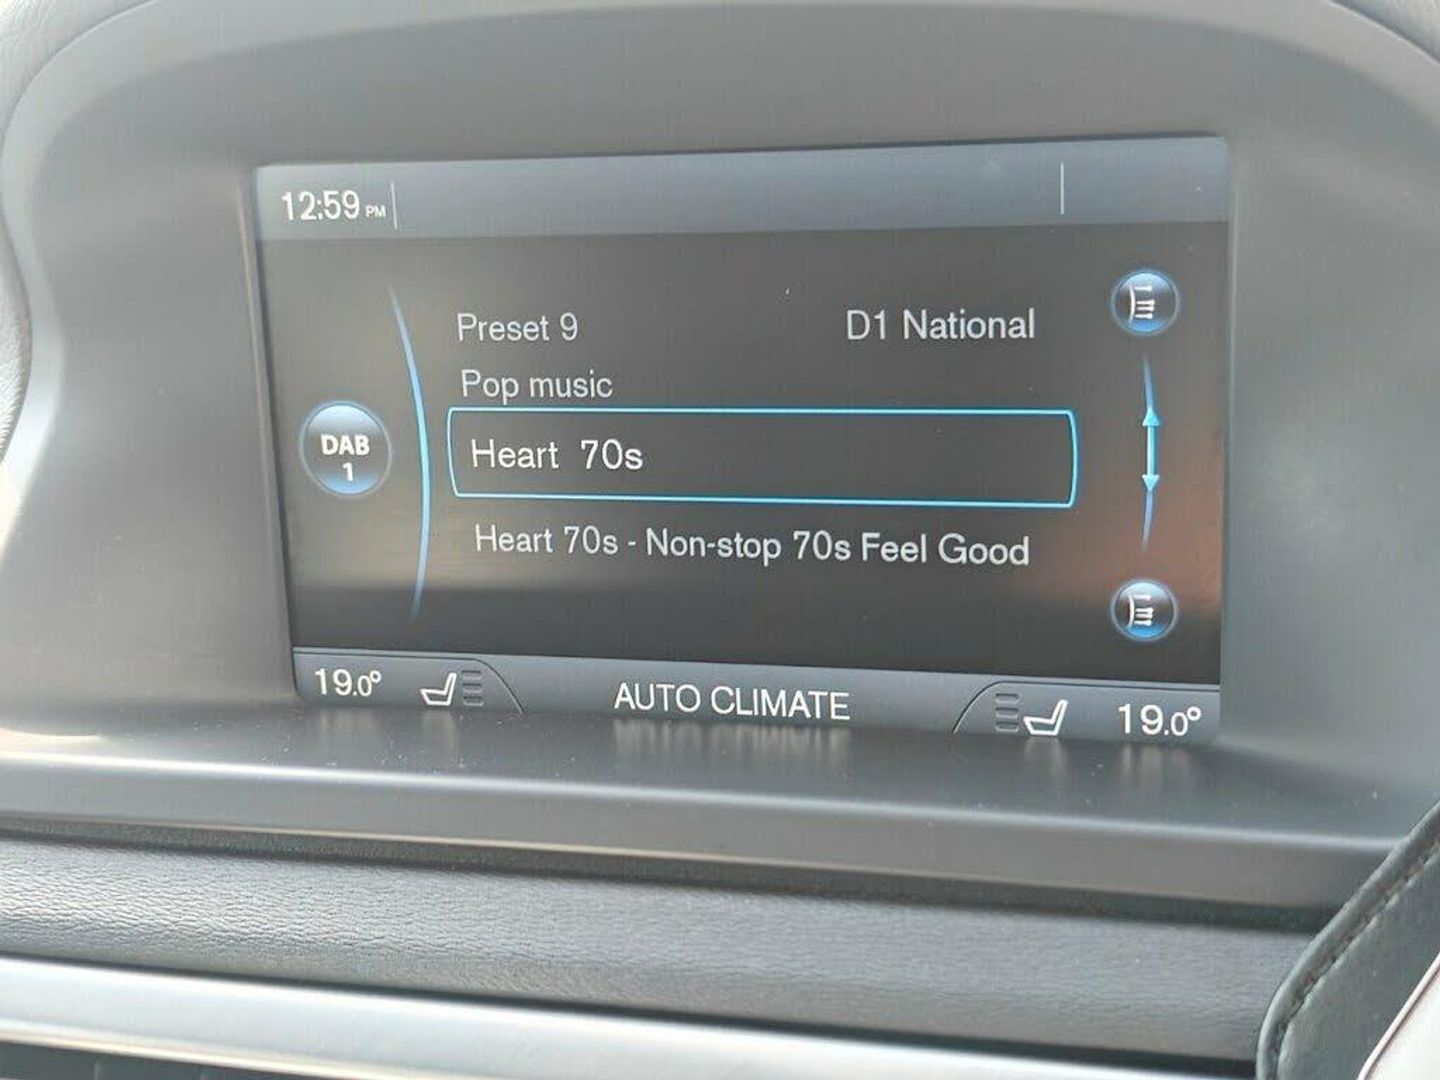 12:59 PM
Preset 9 D1 National
Pop music
DAB
1
Heart 70s
Heart 70s - Non-stop 70s Feel Good
19.0° AUTO CLIMATE 19.0°